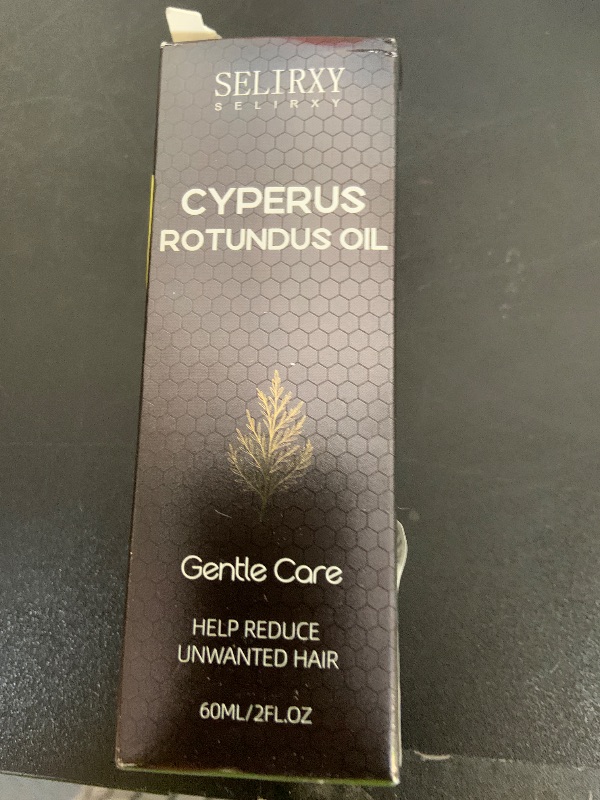 SELIRXY
SELIRXY
CYPERUS
ROTUNDUS OIL
Gentle Care
HELP REDUCE
UNWANTED HAIR
60ML/2FL.OZ